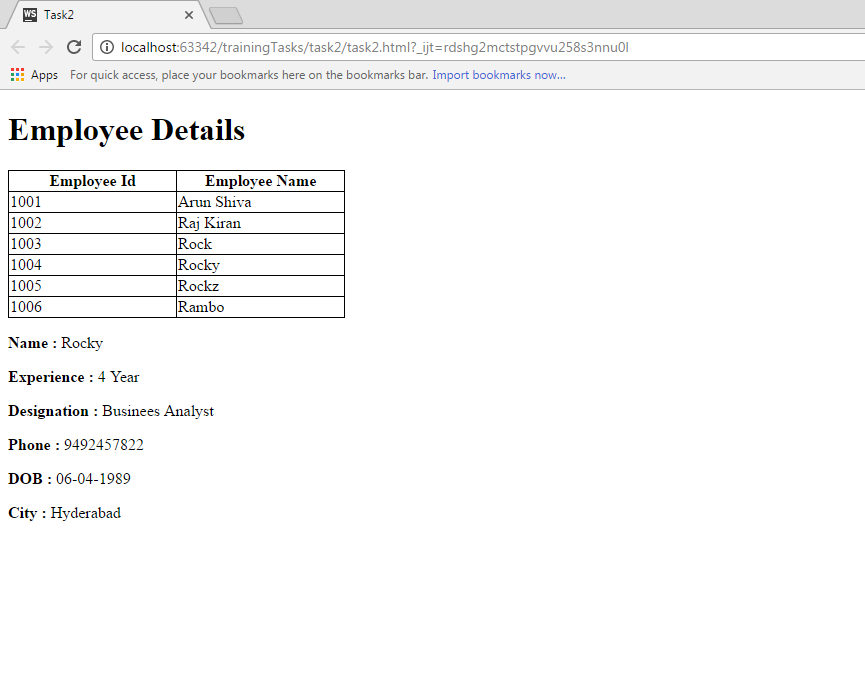 WS Task2
localhost:63342/trainingTasks/task2/task2.html?_ijt=rdshg2mctstpgvvu258s3nnu0l
Apps For quick access, place your bookmarks here on the bookmarks bar. Import bookmarks now...
Employee Details
Employee Id Employee Name
1001 Arun Shiva
1002 Raj Kiran
1003 Rock
1004 Rocky
1005 Rockz
1006 Rambo
Name : Rocky
Experience : 4 Year
Designation : Businees Analyst
Phone : 9492457822
DOB : 06-04-1989
City : Hyderabad